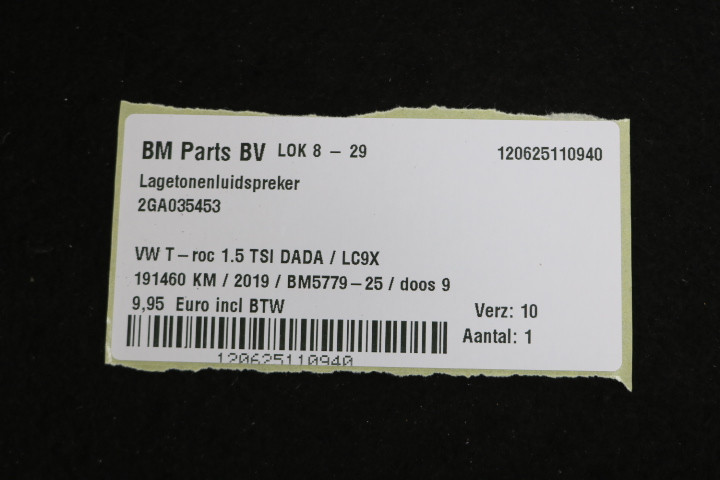 BM Parts BV LOK 8 - 29 120625110940
Lagetonenluidspreker
2GA035453
VW T-roc 1.5 TSI DADA / LC9X
191460 KM / 2019 / BM5779-25 / doos 9
9,95 Euro incl BTW Verz: 10
Aantal: 1
120625110940